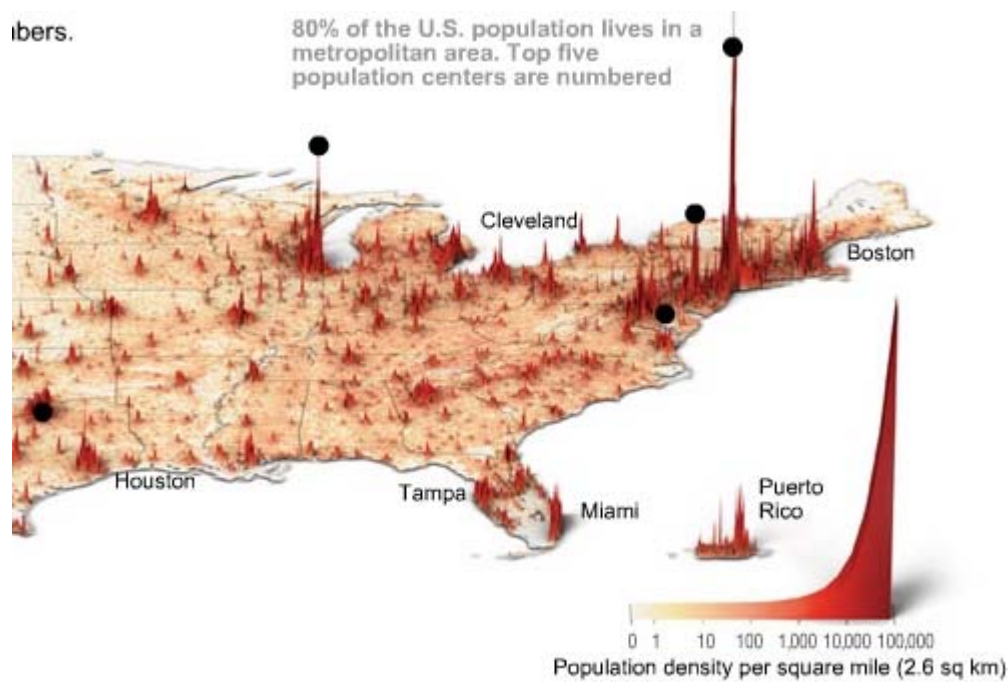 bers.
80% of the U.S. population lives in a
metropolitan area. Top five
population centers are numbered
Cleveland
Boston
Houston
Tampa
Miami
Puerto
Rico
0 1 10 100 1,000 10,000 100,000
Population density per square mile (2.6 sq km)